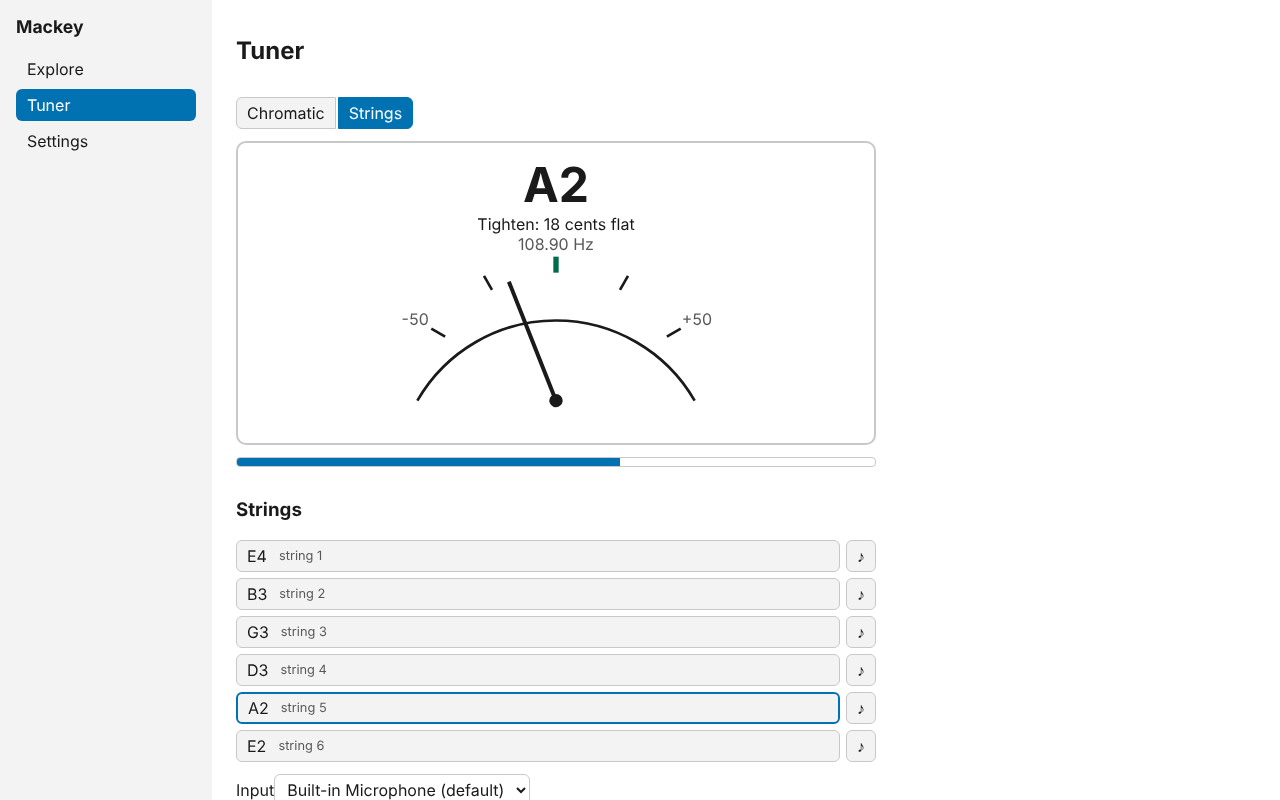 Mackey
Explore
Tuner
Settings
Tuner
Chromatic Strings
A2
Tighten: 18 cents flat
108.90 Hz
-50 +50
Strings
E4 string 1 ♪
B3 string 2 ♪
G3 string 3 ♪
D3 string 4 ♪
A2 string 5 ♪
E2 string 6 ♪
Input Built-in Microphone (default)